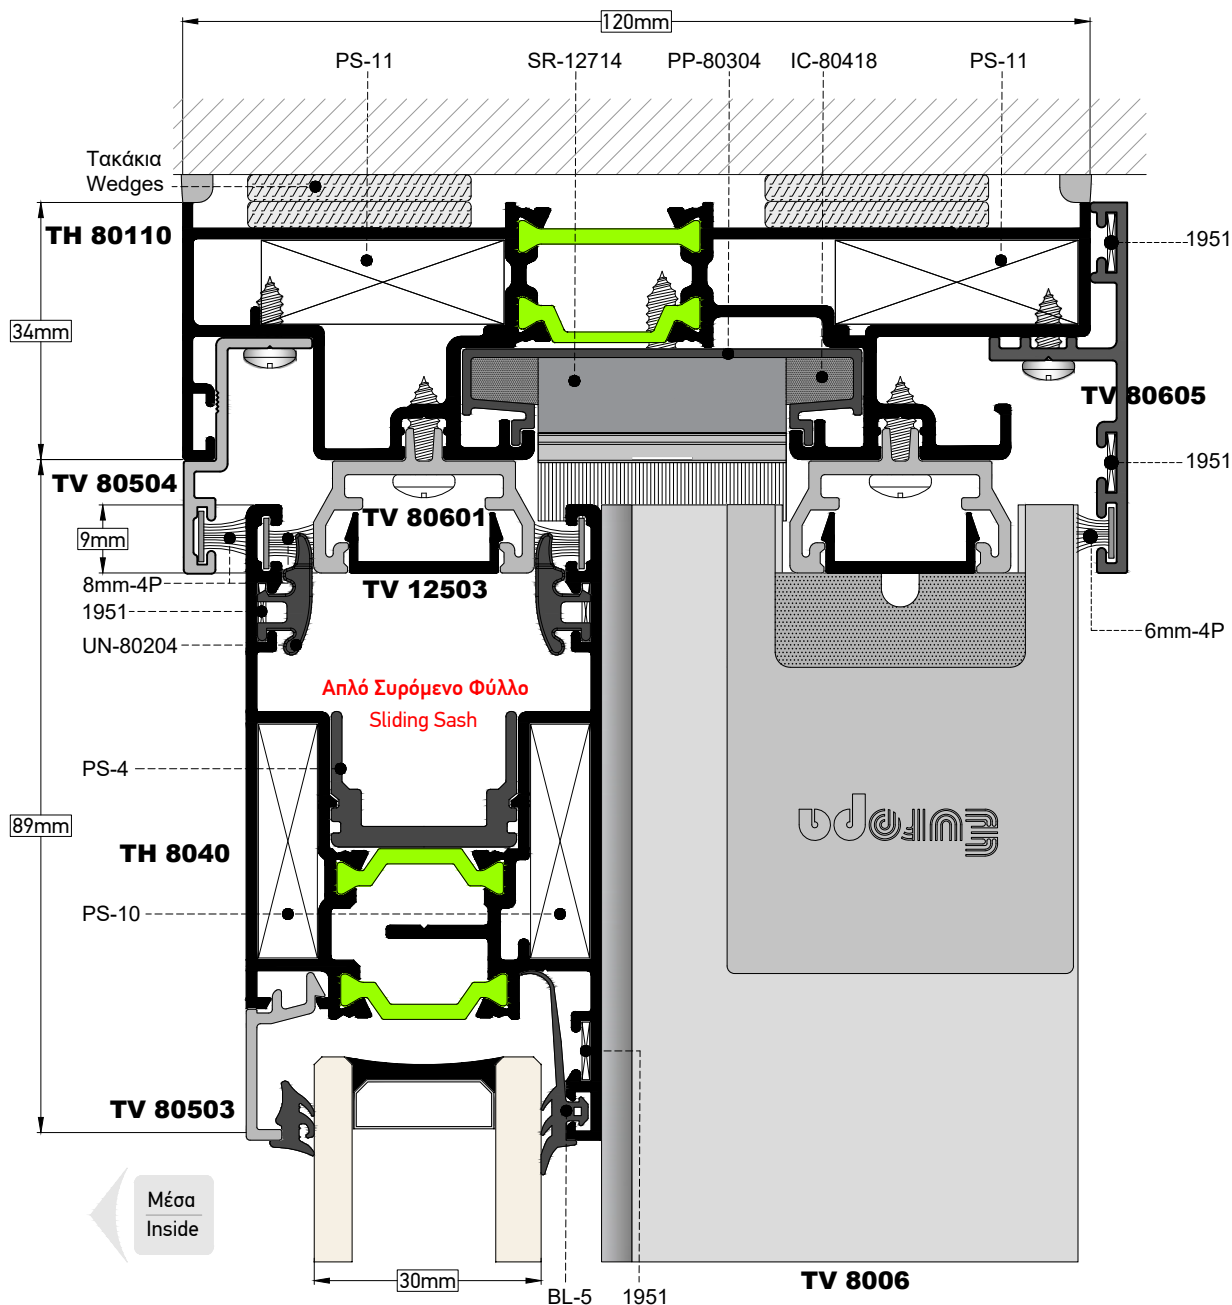 120mm
PS-11
SR-12714
PP-80304
IC-80418
PS-11
Τακάκια
Wedges
TH 80110
1951
34mm
TV 80605
1951
TV 80504
TV 80601
9mm
8mm-4P
TV 12503
1951
6mm-4P
UN-80204
Απλό Συρόμενο Φύλλο
Sliding Sash
PS-4
Europa
89mm
TH 8040
PS-10
TV 80503
Μέσα
Inside
30mm
TV 8006
BL-5
1951